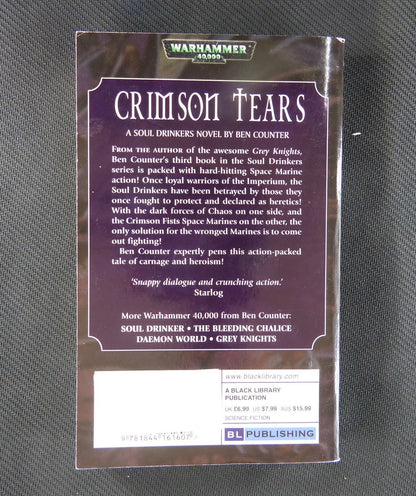 WARHAMMER
40,000
CRIMSON TEARS
A SOUL DRINKERS NOVEL BY BEN COUNTER
FROM THE AUTHOR of the awesome Grey Knights,
Ben Counter's third book in the Soul Drinkers
series is packed with hard-hitting Space Marine
action! Once loyal warriors of the Imperium, the
Soul Drinkers have been betrayed by those they
once fought to protect and declared as heretics!
With the dark forces of Chaos on one side, and
the Crimson Fists Space Marines on the other, the
only solution for the wronged Marines is to come
out fighting!
Ben Counter expertly pens this action-packed
tale of carnage and heroism!
'Snappy dialogue and crunching action.'
Starlog
More Warhammer 40,000 from Ben Counter:
SOUL DRINKER • THE BLEEDING CHALICE
DAEMON WORLD • GREY KNIGHTS
www.blacklibrary.com
A BLACK LIBRARY
PUBLICATION
UK £6.99 US $7.99 AUS $15.99
SCIENCE FICTION
BL PUBLISHING
9 781844 161607